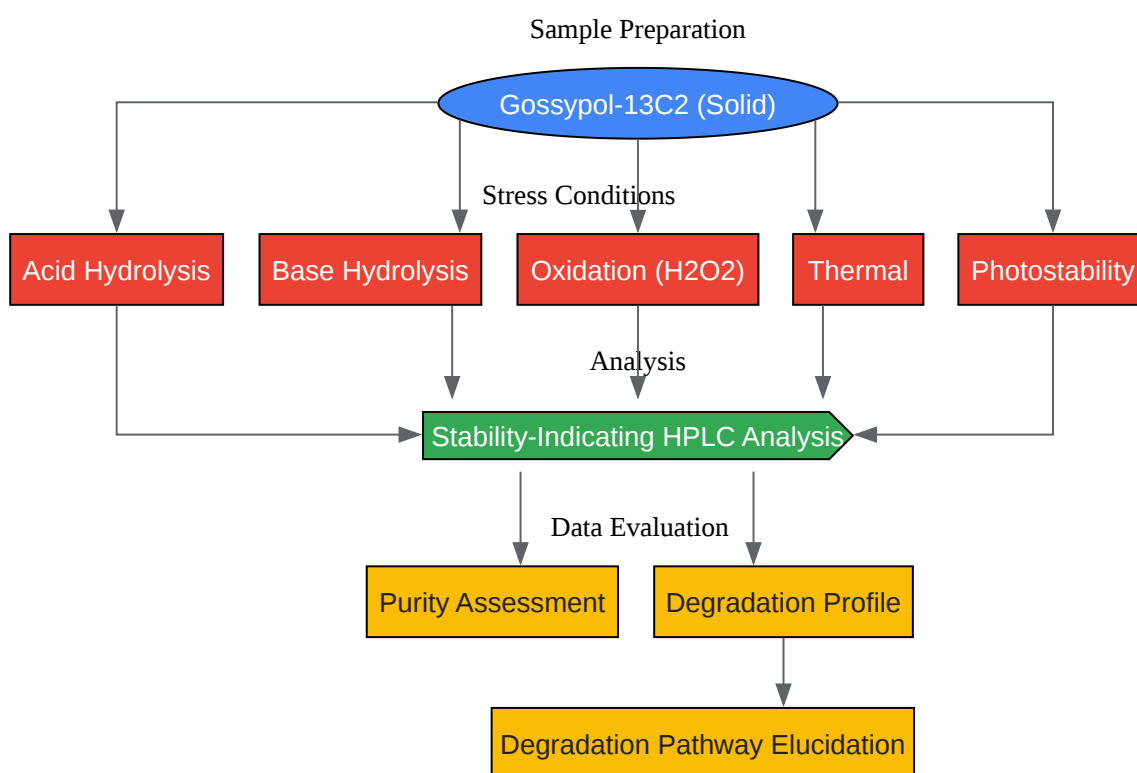 Sample Preparation
Gossypol-13C2 (Solid)
Stress Conditions
Acid Hydrolysis
Base Hydrolysis
Oxidation (H2O2)
Thermal
Photostability
Analysis
Stability-Indicating HPLC Analysis
Data Evaluation
Purity Assessment
Degradation Profile
Degradation Pathway Elucidation